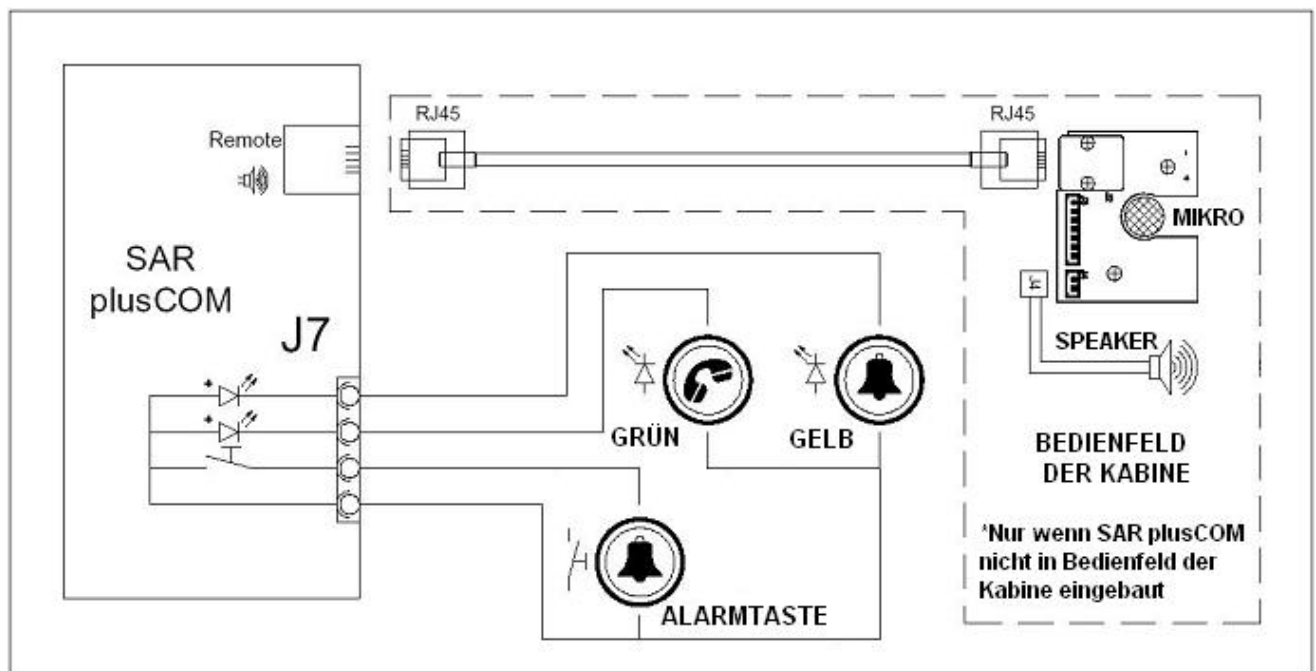 RJ45
RJ45
Remote
MIKRO
SAR
plusCOM
J7
J4
SPEAKER
GRÜN
GELB
BEDIENFELD
DER KABINE
*Nur wenn SAR plusCOM
nicht in Bedienfeld der
Kabine eingebaut
ALARMTASTE